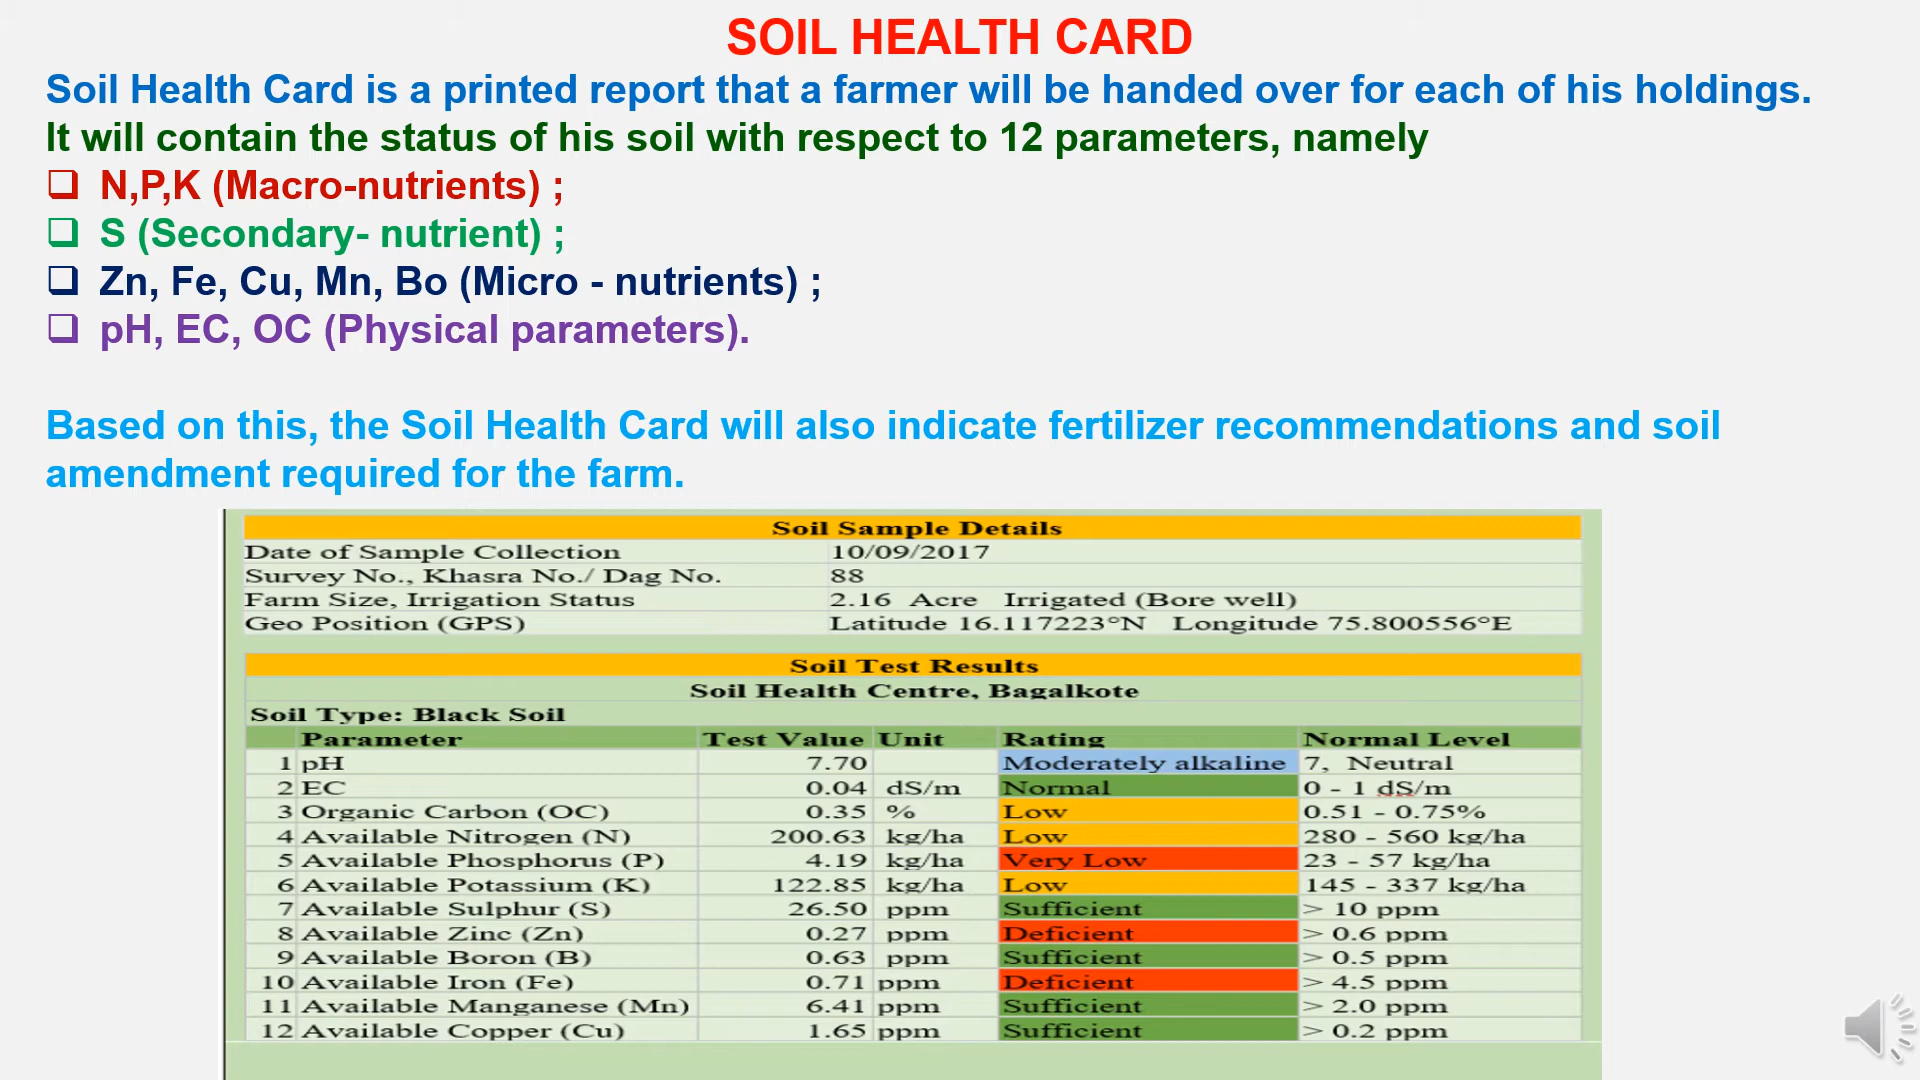 SOIL HEALTH CARD
Soil Health Card is a printed report that a farmer will be handed over for each of his holdings.
It will contain the status of his soil with respect to 12 parameters, namely
N,P,K (Macro-nutrients) ;
S (Secondary- nutrient) ;
Zn, Fe, Cu, Mn, Bo (Micro - nutrients) ;
pH, EC, OC (Physical parameters).
Based on this, the Soil Health Card will also indicate fertilizer recommendations and soil
amendment required for the farm.
Soil Sample Details
Date of Sample Collection 10/09/2017
Survey No., Khasra No./ Dag No. 88
Farm Size, Irrigation Status 2.16 Acre Irrigated (Bore well)
Geo Position (GPS) Latitude 16.117223°N Longitude 75.800556°E
Soil Test Results
Soil Health Centre, Bagalkote
Soil Type: Black Soil
Parameter Test Value Unit Rating Normal Level
1 pH 7.70 Moderately alkaline 7, Neutral
2 EC 0.04 dS/m Normal 0 - 1 dS/m
3 Organic Carbon (OC) 0.35 % Low 0.51 - 0.75%
4 Available Nitrogen (N) 200.63 kg/ha Low 280 - 560 kg/ha
5 Available Phosphorus (P) 4.19 kg/ha Very Low 23 - 57 kg/ha
6 Available Potassium (K) 122.85 kg/ha Low 145 - 337 kg/ha
7 Available Sulphur (S) 26.50 ppm Sufficient > 10 ppm
8 Available Zinc (Zn) 0.27 ppm Deficient > 0.6 ppm
9 Available Boron (B) 0.63 ppm Sufficient > 0.5 ppm
10 Available Iron (Fe) 0.71 ppm Deficient > 4.5 ppm
11 Available Manganese (Mn) 6.41 ppm Sufficient > 2.0 ppm
12 Available Copper (Cu) 1.65 ppm Sufficient > 0.2 ppm